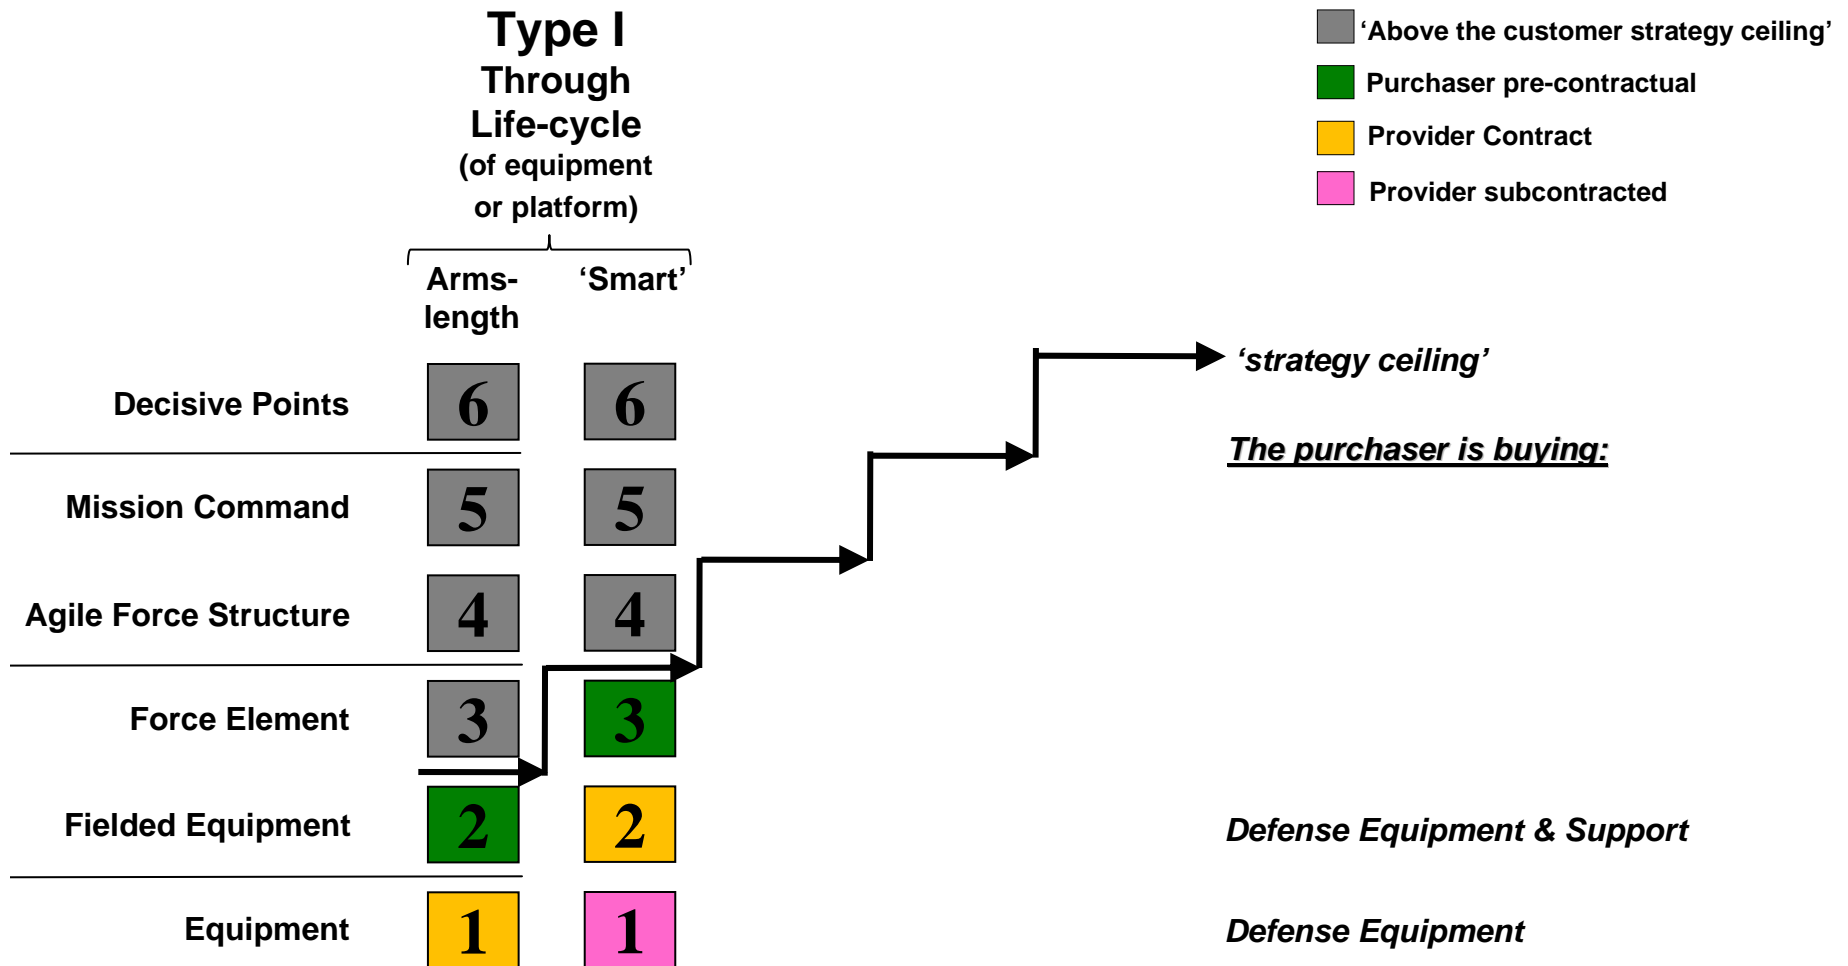 Type I
Through
Life-cycle
(of equipment
or platform)
Arms-
length
‘Smart’
‘Above the customer strategy ceiling’
Purchaser pre-contractual
Provider Contract
Provider subcontracted
‘strategy ceiling’
Decisive Points
6
6
The purchaser is buying:
Mission Command
5
5
Agile Force Structure
4
4
Force Element
3
3
Fielded Equipment
2
2
Defense Equipment & Support
Equipment
1
1
Defense Equipment